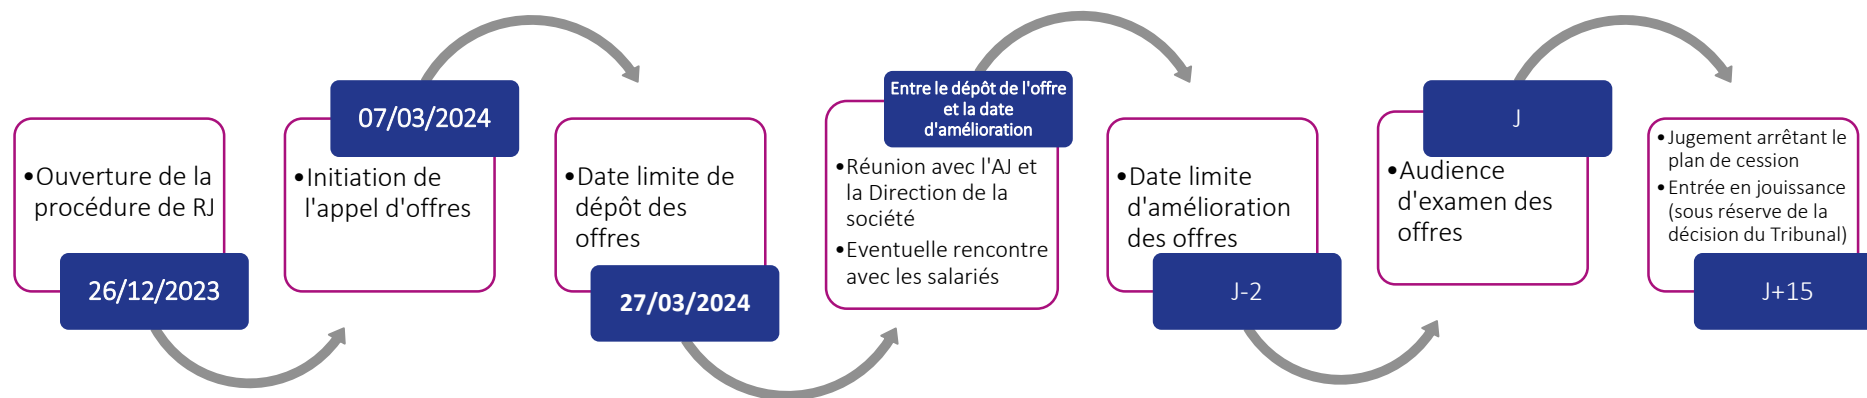 •Ouverture de la
procédure de RJ
26/12/2023
07/03/2024
•Initiation de
l'appel d'offres
•Date limite de
dépôt des
offres
27/03/2024
Entre le dépôt de l'offre
et la date
d'amélioration
•Réunion avec l'AJ et
la Direction de la
société
•Eventuelle rencontre
avec les salariés
•Date limite
d'amélioration
des offres
J-2
J
•Audience
d'examen des
offres
•Jugement arrêtant le
plan de cession
•Entrée en jouissance
(sous réserve de la
décision du Tribunal)
J+15